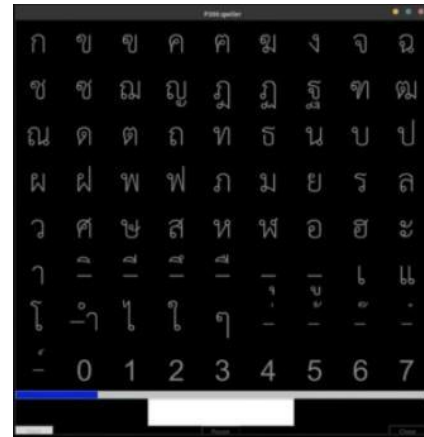 P300 speller
ก ข ฃ ค ฅ ฆ ง จ ฉ
ช ซ ฌ ญ ฎ ฏ ฐ ฑ ฒ
ณ ด ต ถ ท ธ น บ ป
ผ ฝ พ ฟ ภ ม ย ร ล
ว ศ ษ ส ห ฬ อ ฮ ะ
า –ิ –ี –ึ –ื –ุ –ู เ แ
โ –ำ ไ ใ ๆ –่ –้ –๊ –๋
–์ 0 1 2 3 4 5 6 7
Pause Close